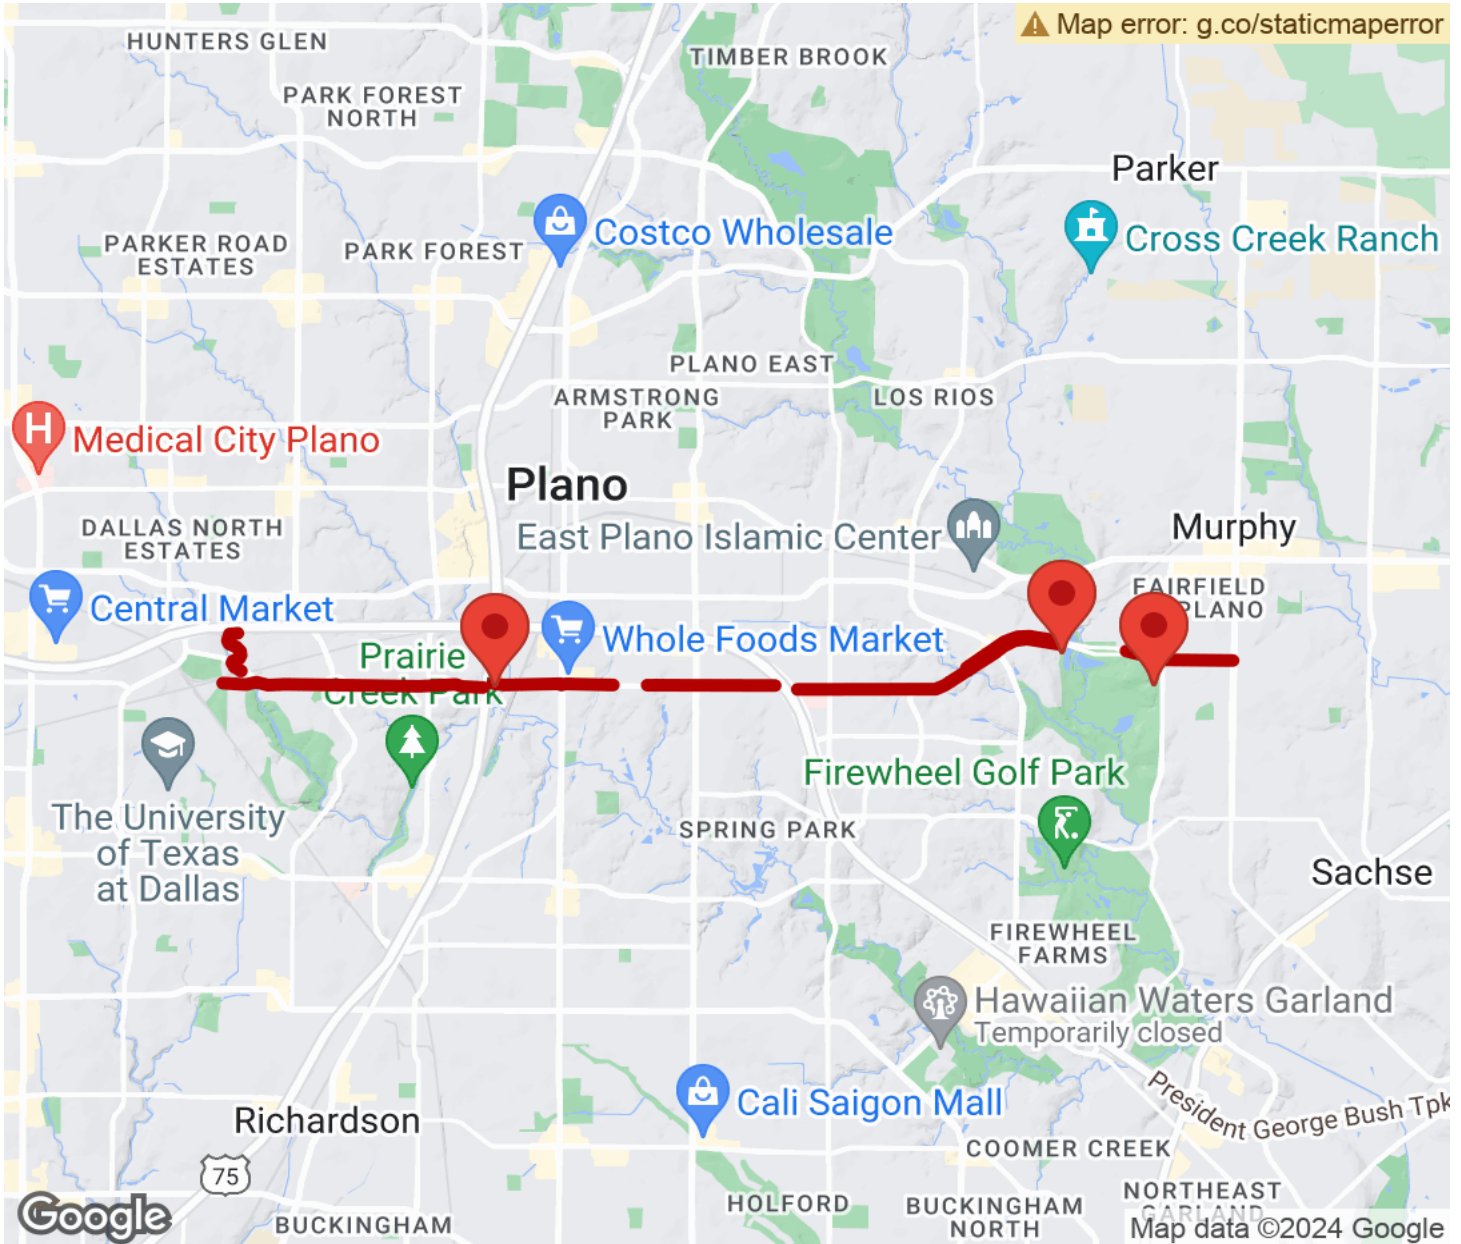 Map error: g.co/staticmaperror
HUNTERS GLEN
TIMBER BROOK
PARK FOREST
NORTH
Parker
Costco Wholesale
Cross Creek Ranch
PARKER ROAD
ESTATES
PARK FOREST
PLANO EAST
ARMSTRONG
PARK
LOS RIOS
H
Medical City Plano
Plano
DALLAS NORTH
ESTATES
East Plano Islamic Center
Murphy
FAIRFIELD
PLANO
Central Market
Whole Foods Market
Prairie
Creek Park
Firewheel Golf Park
The University
of Texas
at Dallas
SPRING PARK
Sachse
FIREWHEEL
FARMS
Hawaiian Waters Garland
Temporarily closed
Cali Saigon Mall
President George Bush Tpk
Richardson
COOMER CREEK
75
HOLFORD
BUCKINGHAM
NORTH
NORTHEAST
GARLAND
Google
BUCKINGHAM
Map data ©2024 Google